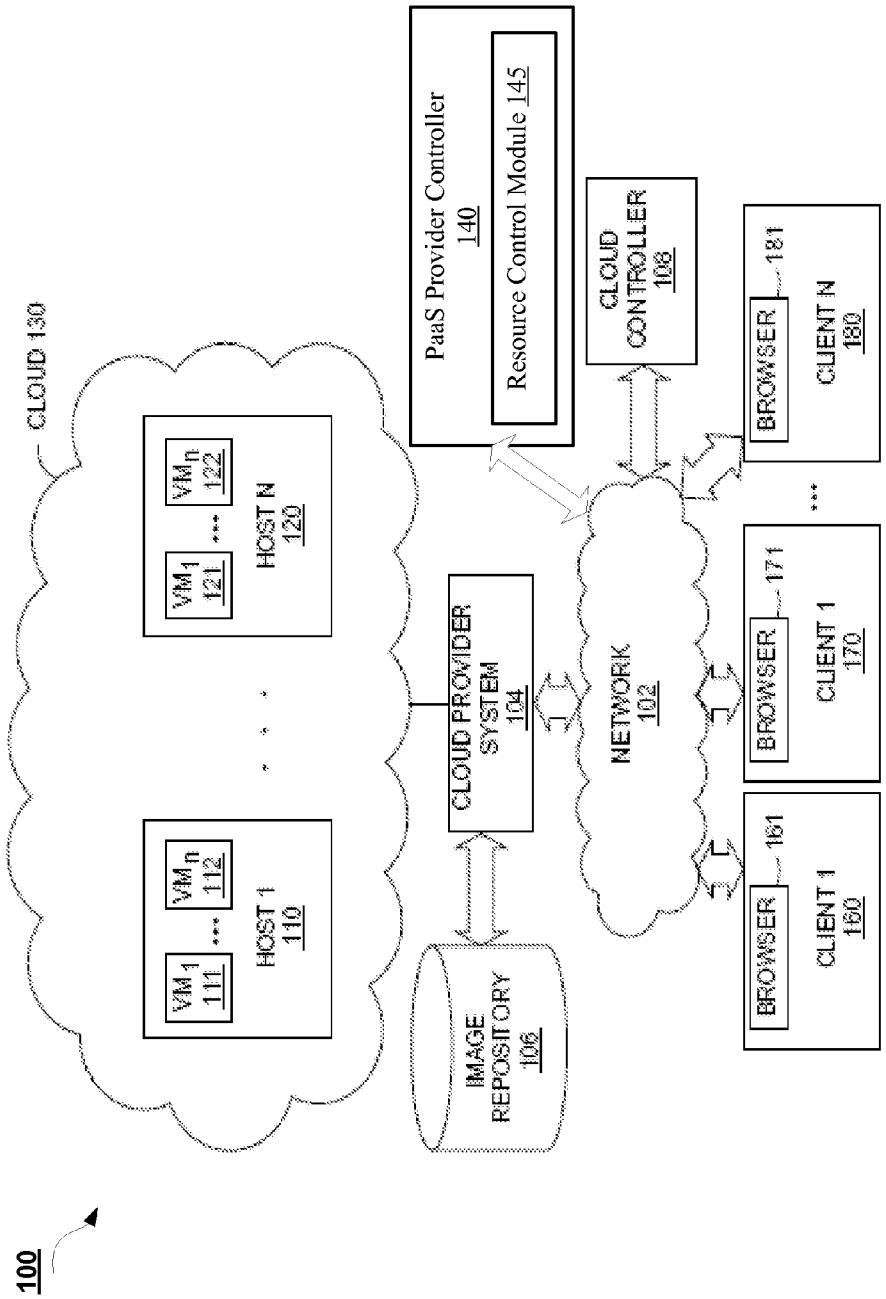 100
CLOUD 130
VM1
111
...
VMn
112
HOST 1
110
. . .
VM1
121
...
VMn
122
HOST N
120
IMAGE
REPOSITORY
106
CLOUD PROVIDER
SYSTEM
104
PaaS Provider Controller
140
Resource Control Module 145
NETWORK
102
CLOUD
CONTROLLER
108
BROWSER
161
CLIENT 1
160
BROWSER
171
CLIENT 1
170
...
BROWSER
181
CLIENT N
180